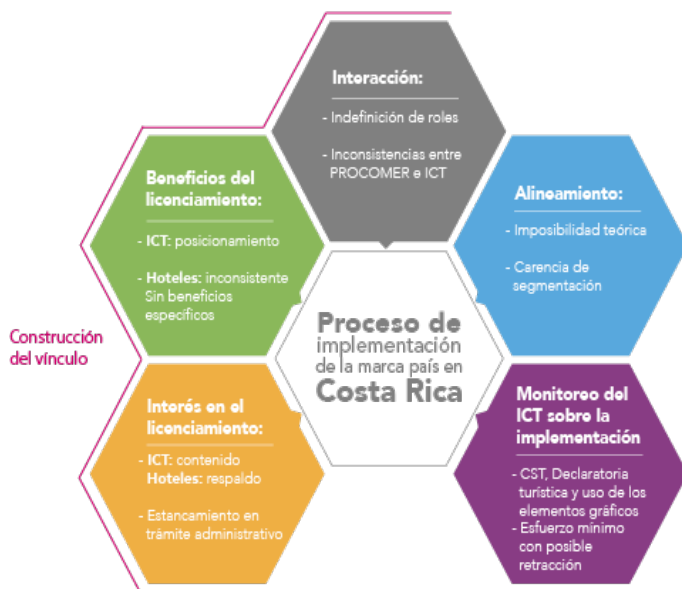 Interacción:
- Indefinición de roles
- Inconsistencias entre
PROCOMER e ICT
Beneficios del
licenciamiento:
- ICT: posicionamiento
- Hoteles: inconsistente
Sin beneficios
específicos
Alineamiento:
- Imposibilidad teórica
- Carencia de
segmentación
Proceso de
implementación
de la marca país en
Costa Rica
Construcción
del vínculo
Interés en el
licenciamiento:
- ICT: contenido
Hoteles: respaldo
- Estancamiento en
trámite administrativo
Monitoreo del
ICT sobre la
implementación
- CST, Declaratoria
turística y uso de los
elementos gráficos
- Esfuerzo mínimo
con posible
retracción